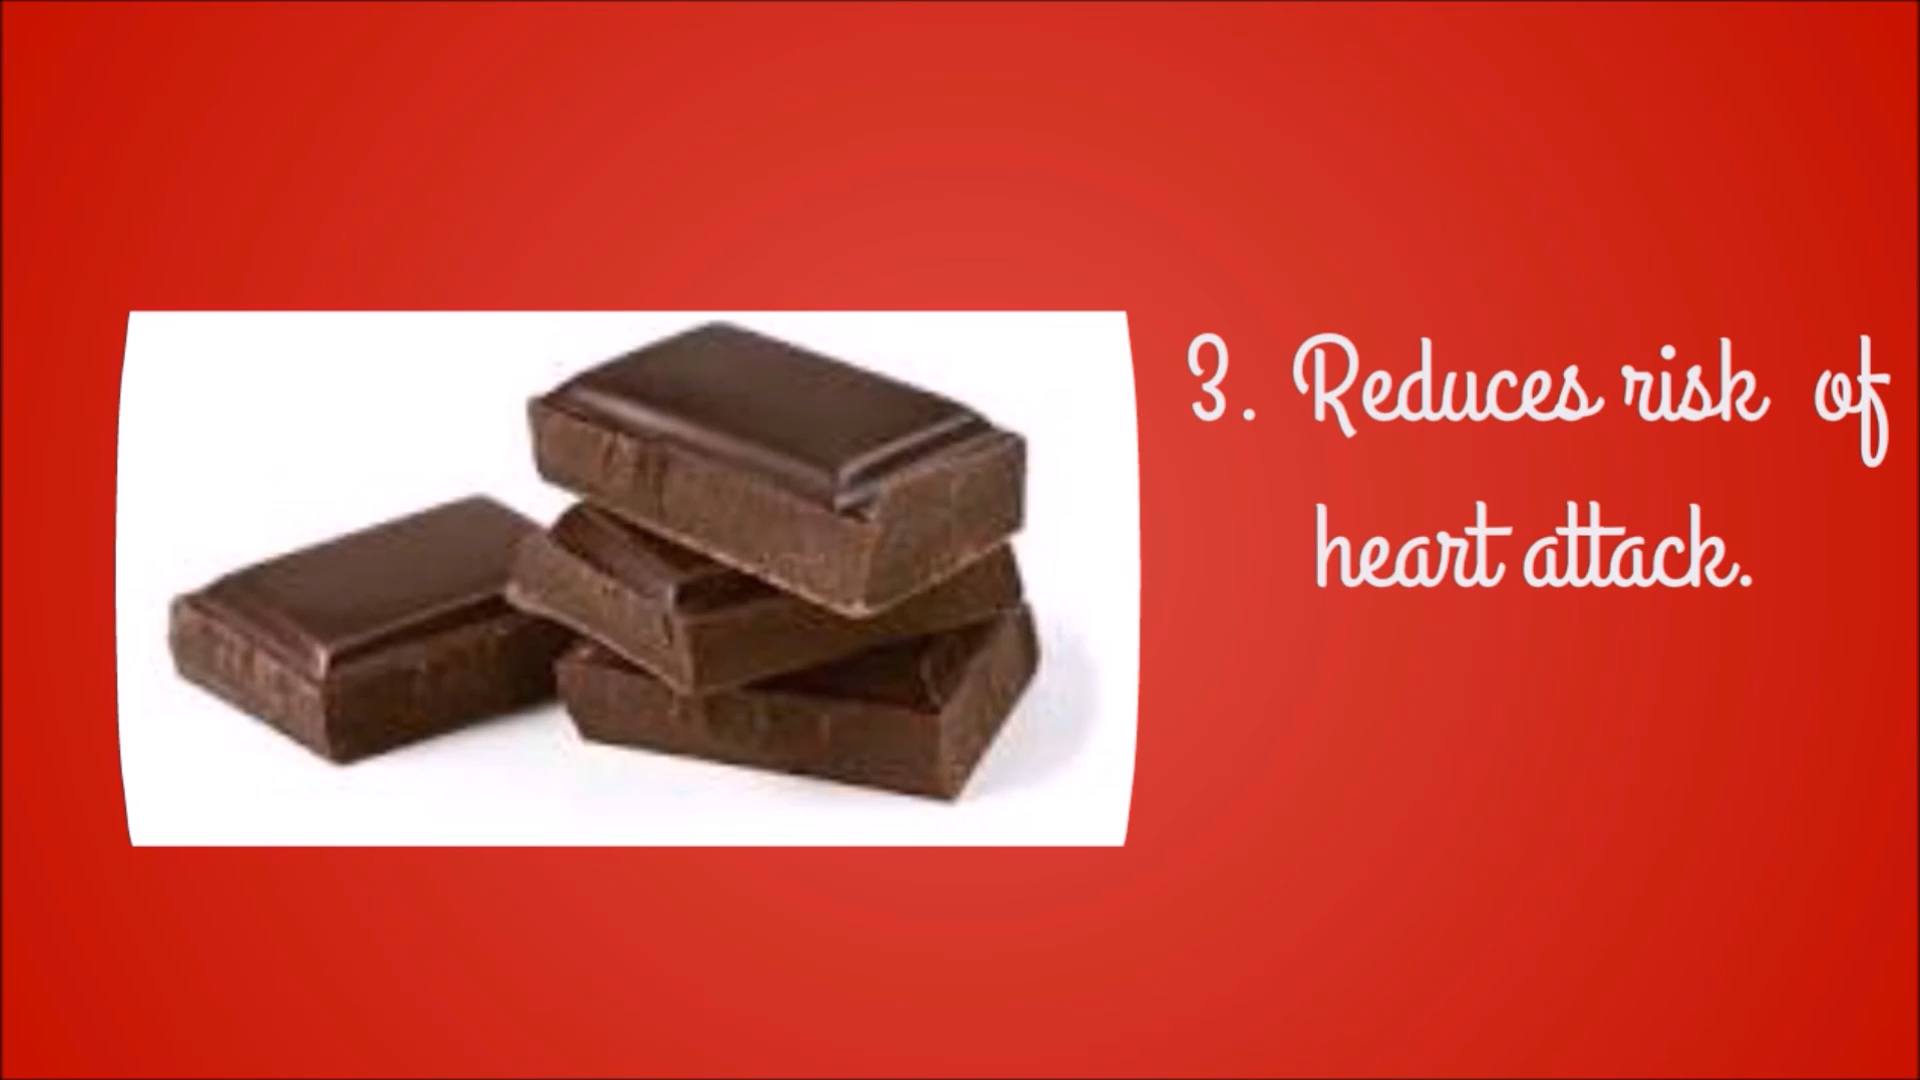 3. Reduces risk of
heart attack.